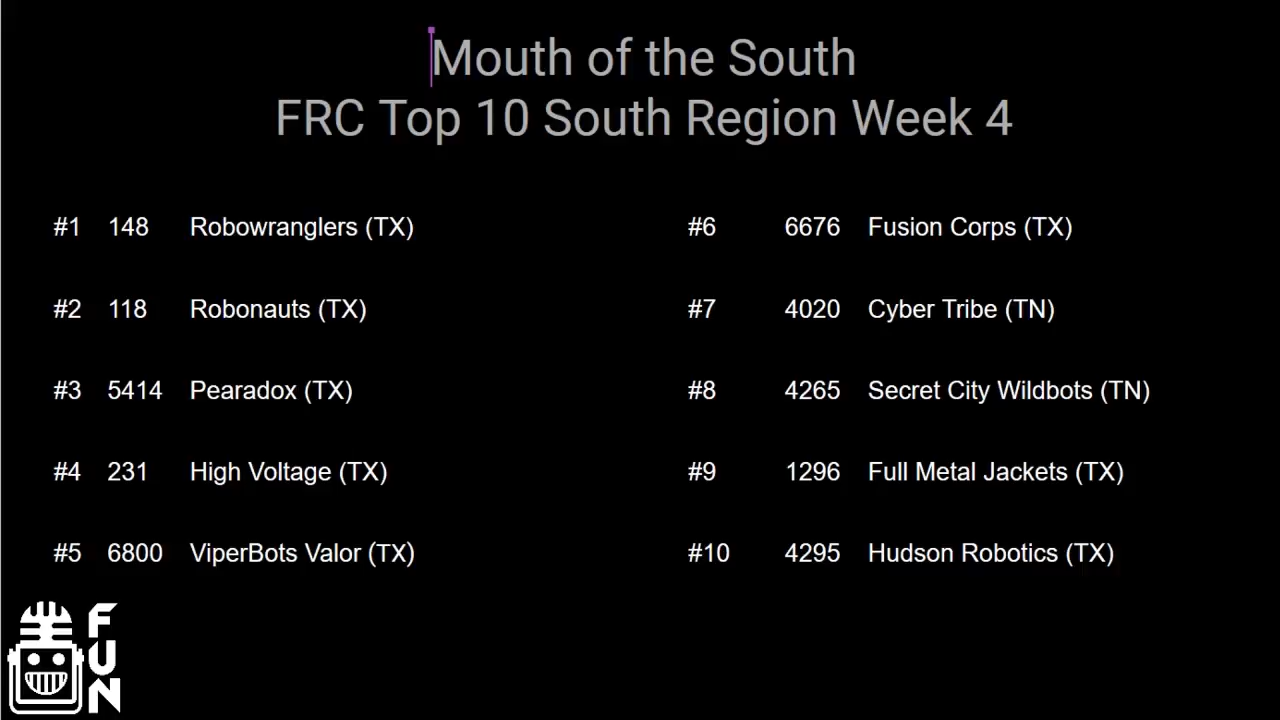 Mouth of the South
FRC Top 10 South Region Week 4
#1 148 Robowranglers (TX)
#2 118 Robonauts (TX)
#3 5414 Pearadox (TX)
#4 231 High Voltage (TX)
#5 6800 ViperBots Valor (TX)
#6 6676 Fusion Corps (TX)
#7 4020 Cyber Tribe (TN)
#8 4265 Secret City Wildbots (TN)
#9 1296 Full Metal Jackets (TX)
#10 4295 Hudson Robotics (TX)
FUN